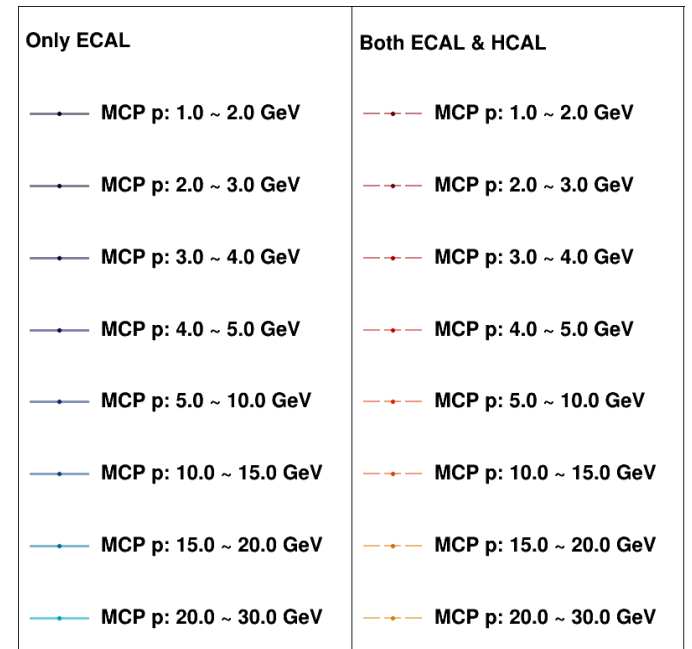 Only ECAL
MCP p: 1.0 ~ 2.0 GeV
MCP p: 2.0 ~ 3.0 GeV
MCP p: 3.0 ~ 4.0 GeV
MCP p: 4.0 ~ 5.0 GeV
MCP p: 5.0 ~ 10.0 GeV
MCP p: 10.0 ~ 15.0 GeV
MCP p: 15.0 ~ 20.0 GeV
MCP p: 20.0 ~ 30.0 GeV
Both ECAL & HCAL
MCP p: 1.0 ~ 2.0 GeV
MCP p: 2.0 ~ 3.0 GeV
MCP p: 3.0 ~ 4.0 GeV
MCP p: 4.0 ~ 5.0 GeV
MCP p: 5.0 ~ 10.0 GeV
MCP p: 10.0 ~ 15.0 GeV
MCP p: 15.0 ~ 20.0 GeV
MCP p: 20.0 ~ 30.0 GeV